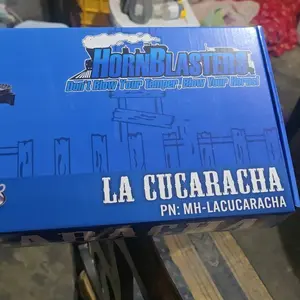 HORNBLASTERS
Don't Blow Your Temper, Blow Your Horns
LA CUCARACHA
PN: MH-LACUCARACHA